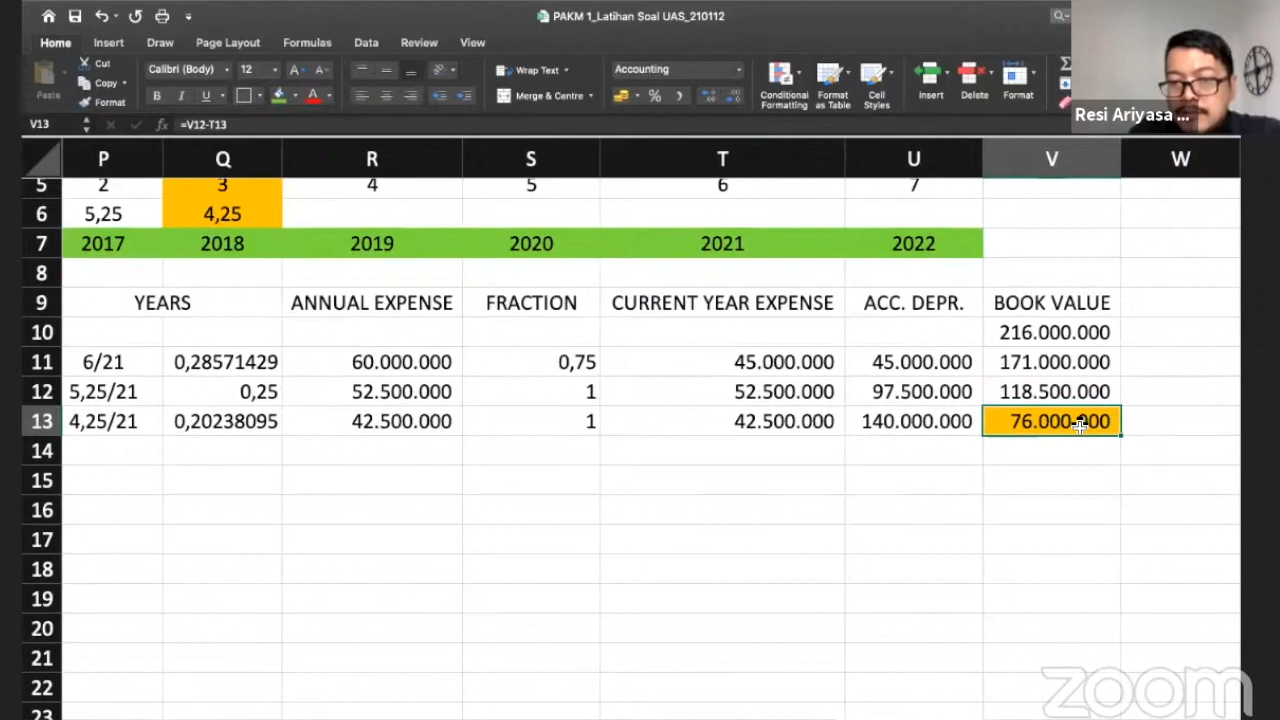 PAKM 1_Latihan Soal UAS_210112
Home Insert Draw Page Layout Formulas Data Review View
Paste Cut Copy Format
Calibri (Body) 12 A A
B I U A
Wrap Text
Merge & Centre
Accounting
%
Conditional Formatting Format as Table Cell Styles Insert Delete Format
Resi Ariyasa ...
V13 fx =V12-T13
P Q R S T U V W
5 2 3 4 5 6 7
6 5,25 4,25
7 2017 2018 2019 2020 2021 2022
8
9 YEARS ANNUAL EXPENSE FRACTION CURRENT YEAR EXPENSE ACC. DEPR. BOOK VALUE
10 216.000.000
11 6/21 0,28571429 60.000.000 0,75 45.000.000 45.000.000 171.000.000
12 5,25/21 0,25 52.500.000 1 52.500.000 97.500.000 118.500.000
13 4,25/21 0,20238095 42.500.000 1 42.500.000 140.000.000 76.000.000
14
15
16
17
18
19
20
21
22
23
zoom